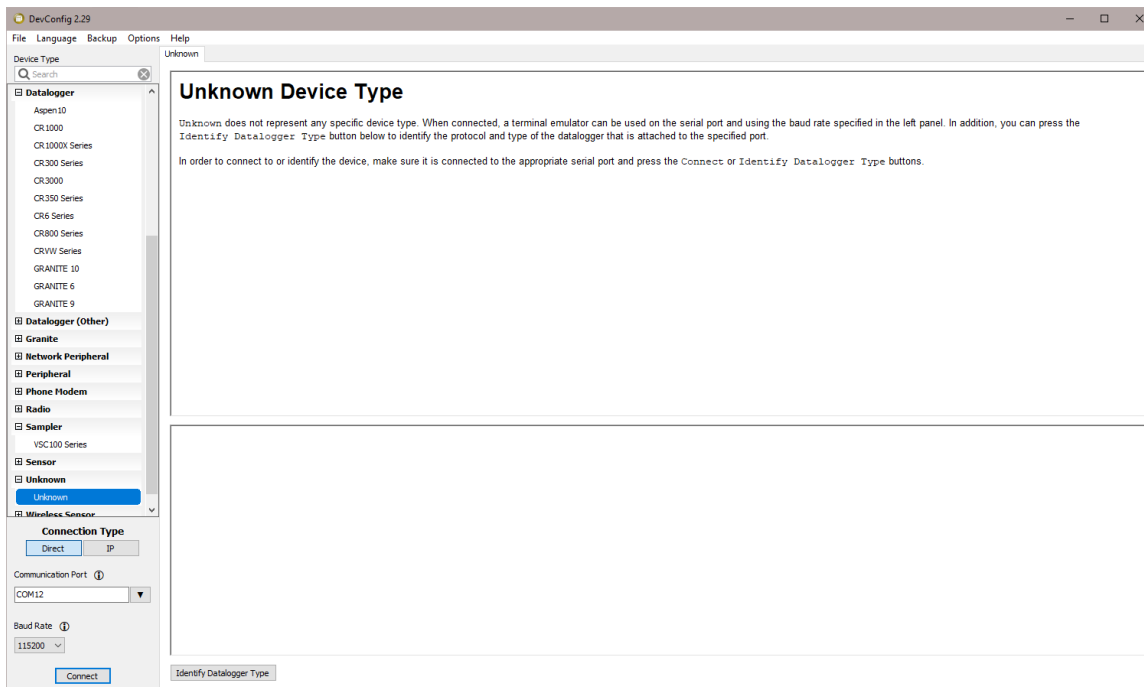 DevConfig 2.29
File Language Backup Options Help
Device Type
Search
Datalogger
Aspen10
CR1000
CR1000X Series
CR300 Series
CR3000
CR350 Series
CR6 Series
CR800 Series
CRVW Series
GRANITE 10
GRANITE 6
GRANITE 9
Datalogger (Other)
Granite
Network Peripheral
Peripheral
Phone Modem
Radio
Sampler
VSC100 Series
Sensor
Unknown
Unknown
Wireless Sensor
Connection Type
Direct IP
Communication Port
COM12
Baud Rate
115200
Connect
Unknown
Unknown Device Type
Unknown does not represent any specific device type. When connected, a terminal emulator can be used on the serial port and using the baud rate specified in the left panel. In addition, you can press the
Identify Datalogger Type button below to identify the protocol and type of the datalogger that is attached to the specified port.
In order to connect to or identify the device, make sure it is connected to the appropriate serial port and press the Connect or Identify Datalogger Type buttons.
Identify Datalogger Type